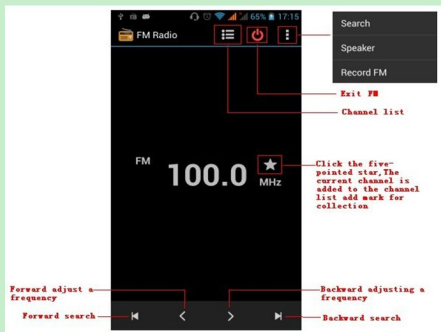 65% 17:15
FM Radio
Search
Speaker
Record FM
Exit FM
Channel list
FM
100.0
MHz
Click the five-
pointed star,The
current channel is
added to the channel
list add mark for
collection
Forward adjust a
frequency
Backward adjusting a
frequency
Forward search
Backward search